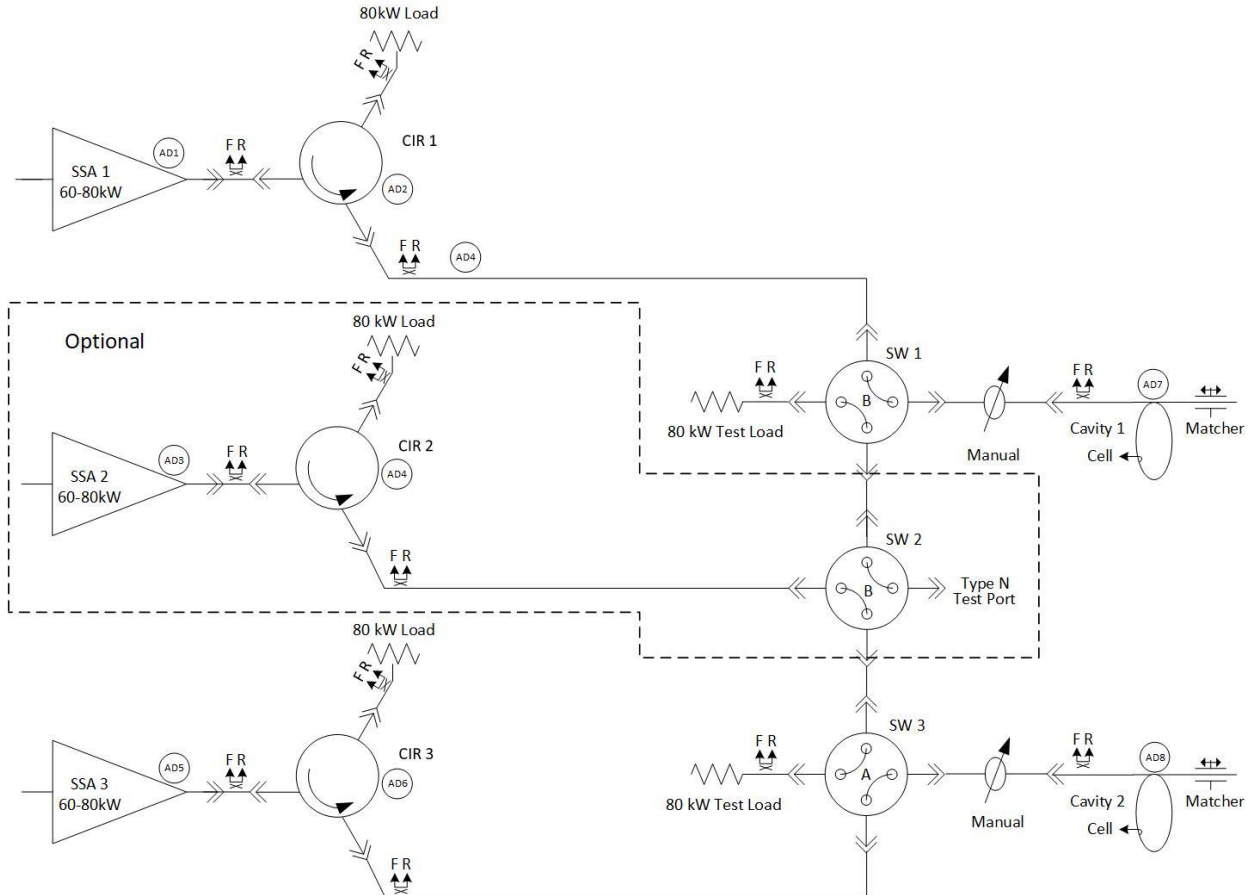 80kW Load
F R
CIR 1
AD1
F R
SSA 1
60-80kW
AD2
F R
AD4
Optional
80 kW Load
F R
SW 1
F R
F R
AD7
B
80 kW Test Load
Manual
Cavity 1
Cell
Matcher
CIR 2
AD3
F R
SSA 2
60-80kW
AD4
SW 2
F R
B
Type N
Test Port
80 kW Load
F R
SW 3
CIR 3
F R
F R
AD5
F R
AD8
SSA 3
60-80kW
AD6
A
80 kW Test Load
Manual
Cavity 2
Cell
Matcher
F R